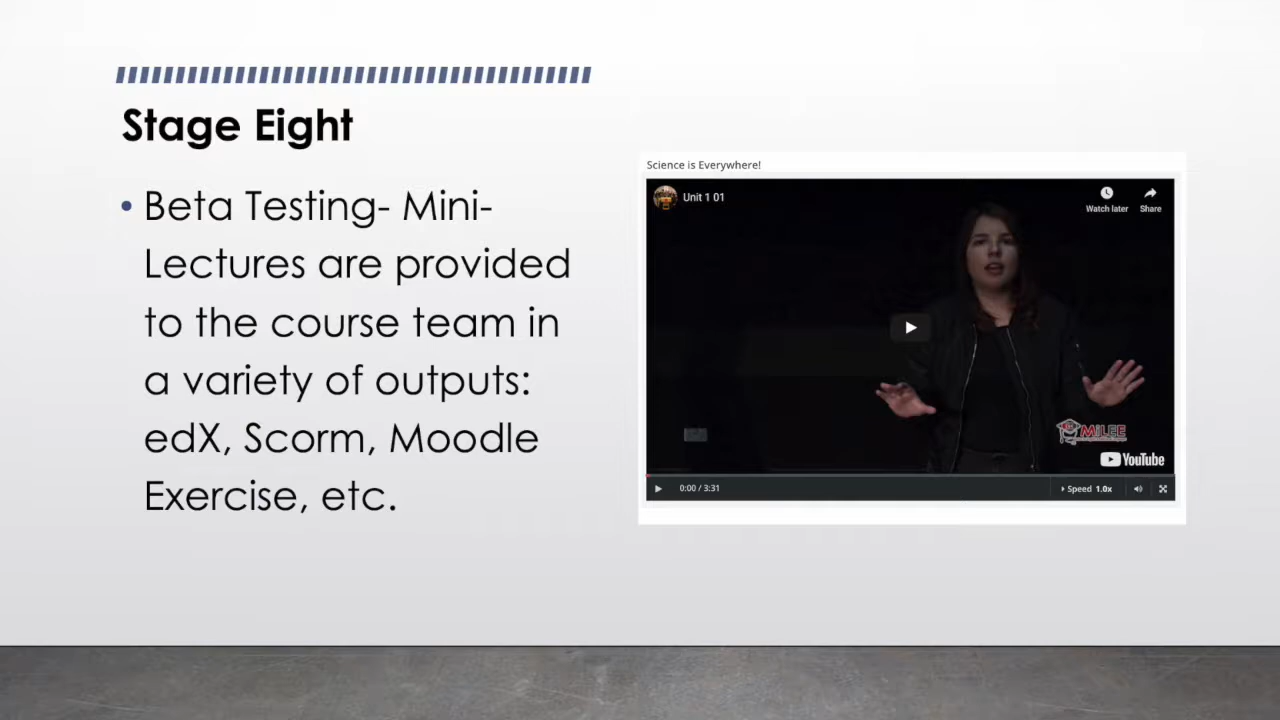 Stage Eight
• Beta Testing- Mini-
Lectures are provided
to the course team in
a variety of outputs:
edX, Scorm, Moodle
Exercise, etc.
Science is Everywhere!
Unit 1 01
Watch later
Share
MiLEE
YouTube
0:00 / 3:31
Speed 1.0x